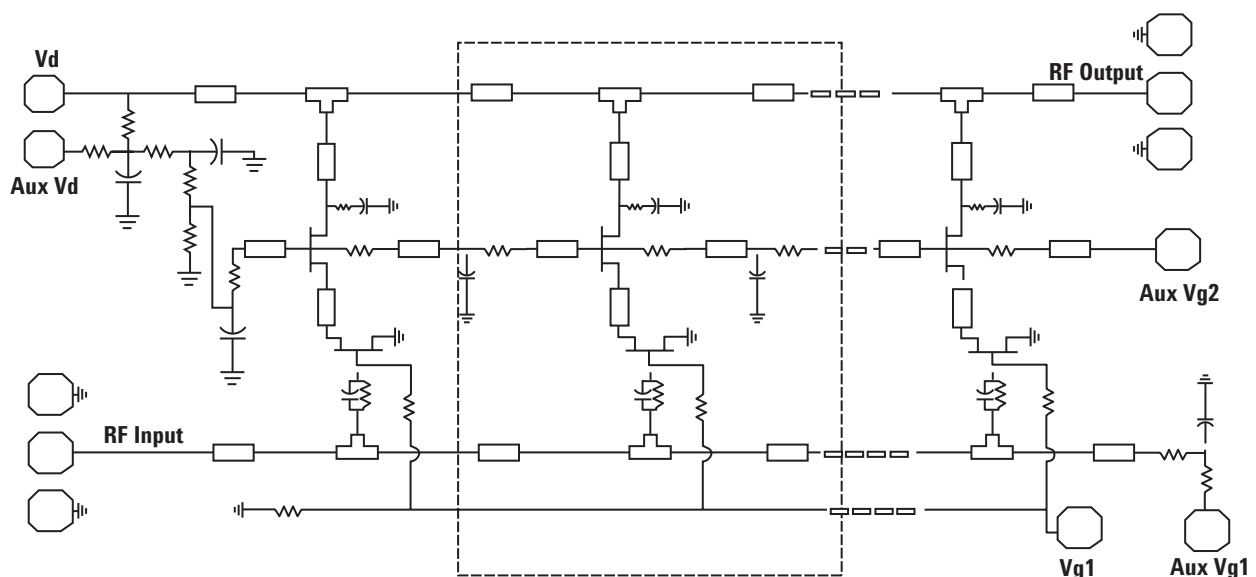 Vd
RF Output
Aux Vd
Aux Vg2
RF Input
Vg1
Aux Vg1